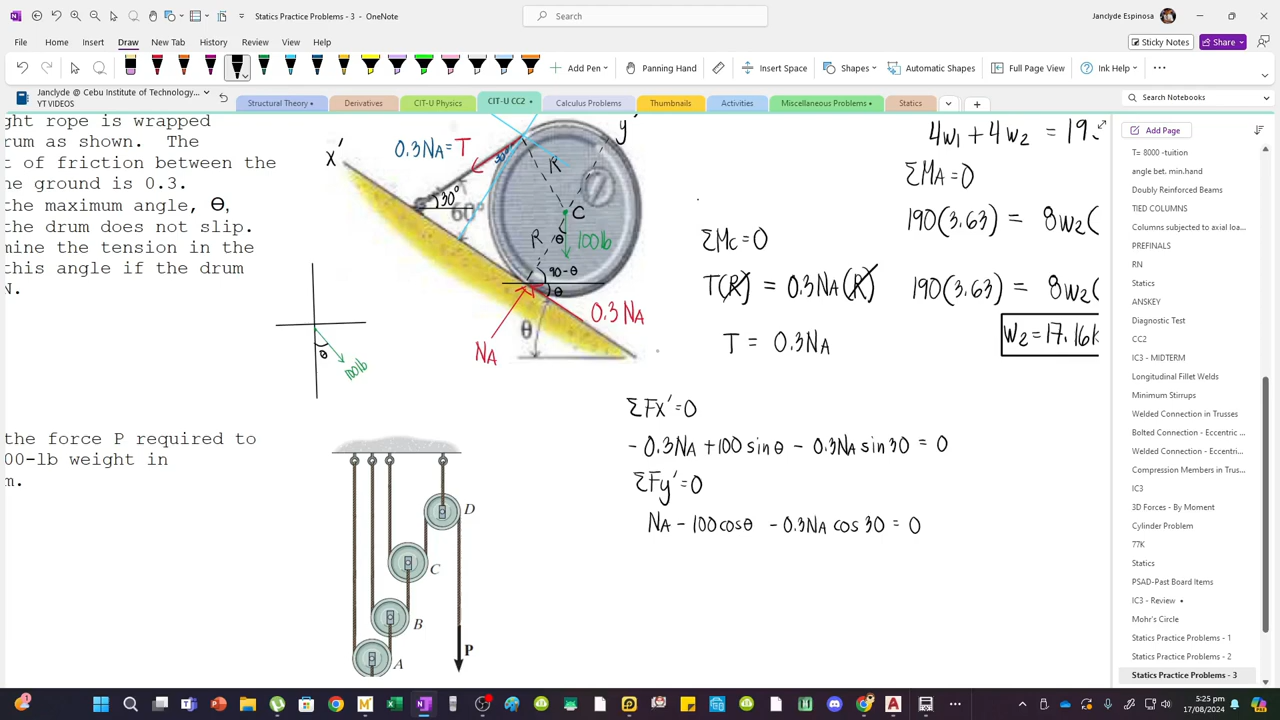 Statics Practice Problems - 3 - OneNote
Search
Janclyde Espinosa
File Home Insert Draw New Tab History Review View Help
Sticky Notes Share
Add Pen Panning Hand Insert Space Shapes Automatic Shapes Full Page View Ink Help
Janclyde @ Cebu Institute of Technology...
YT VIDEOS
Structural Theory Derivatives CIT-U Physics CIT-U CC2 Calculus Problems Thumbnails Activities Miscellaneous Problems Statics
Search Notebooks
Add Page
T= 8000 -tuition
angle bet. min.hand
Doubly Reinforced Beams
TIED COLUMNS
Columns subjected to axial loa...
PREFINALS
RN
Statics
ANSKEY
Diagnostic Test
CC2
IC3 - MIDTERM
Longitudinal Fillet Welds
Minimum Stirrups
Welded Connection in Trusses
Bolted Connection - Eccentric ...
Welded Connection - Eccentri...
Compression Members in Trus...
IC3
3D Forces - By Moment
Cylinder Problem
77K
Statics
PSAD-Past Board Items
IC3 - Review
Mohr's Circle
Statics Practice Problems - 1
Statics Practice Problems - 2
Statics Practice Problems - 3
ght rope is wrapped
rum as shown. The
t of friction between the
he ground is 0.3.
the maximum angle, θ,
the drum does not slip.
mine the tension in the
this angle if the drum
N.
θ
100lb
x'
y'
0.3NA = T
30°
R
30°
60°
C
R
θ
100lb
90-θ
θ
0.3NA
θ
NA
ΣMc=0
T(R) = 0.3NA(R)
T = 0.3NA
4w1 + 4w2 = 19.
ΣMA=0
190(3.63) = 8w2(
190(3.63) = 8w2(
W2 = 17.16k
ΣFx'=0
- 0.3NA + 100 sinθ - 0.3NA sin30 = 0
ΣFy'=0
NA - 100cosθ - 0.3NA cos 30 = 0
the force P required to
00-lb weight in
m.
D
C
B
A
P
5:25 pm
17/08/2024